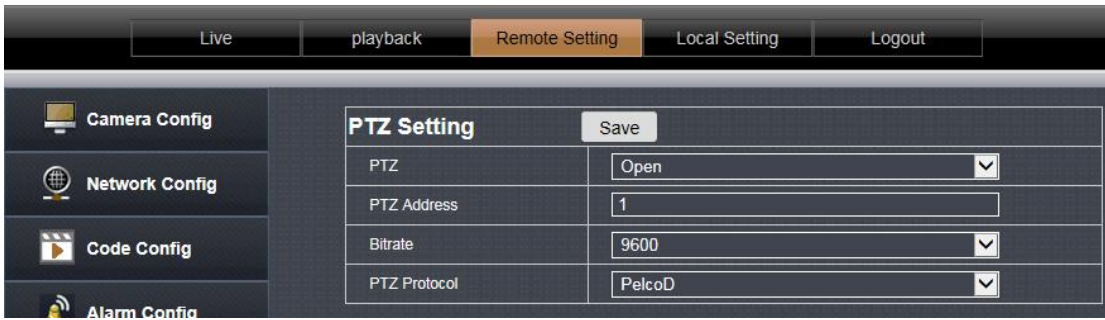 Live playback Remote Setting Local Setting Logout
Camera Config
Network Config
Code Config
Alarm Config
PTZ Setting Save
PTZ Open
PTZ Address 1
Bitrate 9600
PTZ Protocol PelcoD